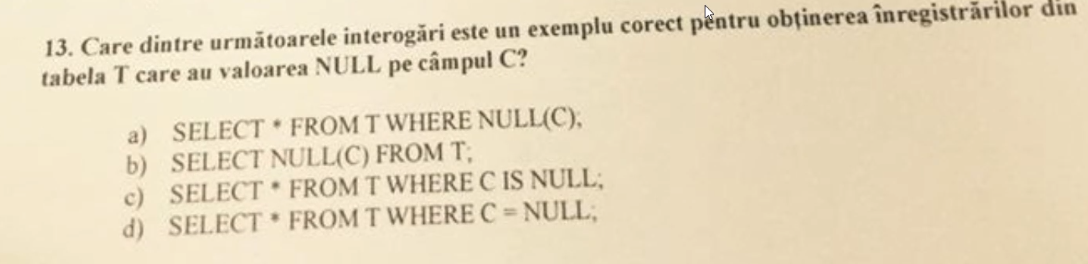 13. Care dintre următoarele interogări este un exemplu corect pentru obținerea înregistrărilor din
tabela T care au valoarea NULL pe câmpul C?
a) SELECT * FROM T WHERE NULL(C);
b) SELECT NULL(C) FROM T;
c) SELECT * FROM T WHERE C IS NULL;
d) SELECT * FROM T WHERE C = NULL;